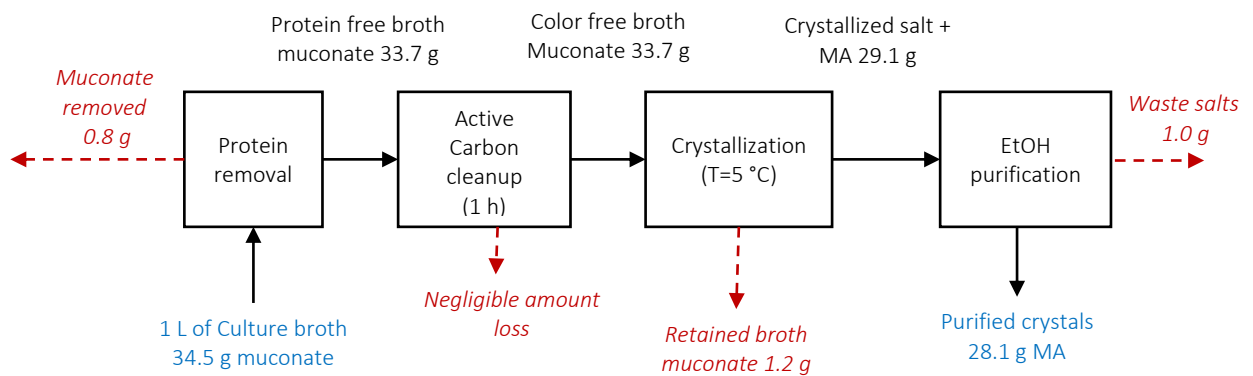 Protein free broth
muconate 33.7 g
Color free broth
Muconate 33.7 g
Crystallized salt +
MA 29.1 g
Muconate
removed
0.8 g
Protein
removal
Active
Carbon
cleanup
(1 h)
Crystallization
(T=5 °C)
EtOH
purification
Waste salts
1.0 g
1 L of Culture broth
34.5 g muconate
Negligible amount
loss
Retained broth
muconate 1.2 g
Purified crystals
28.1 g MA